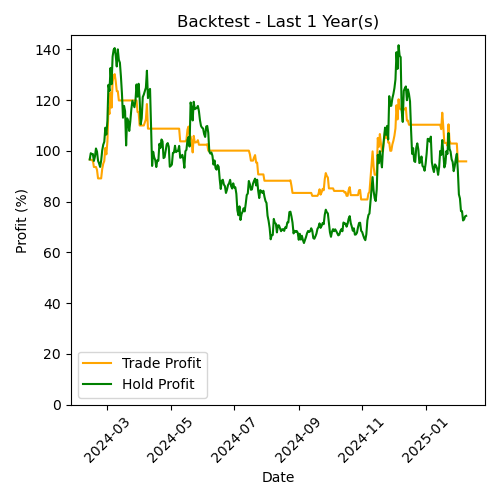 Backtest - Last 1 Year(s)
Profit (%)
140
120
100
80
60
40
20
0
Trade Profit
Hold Profit
2024-03
2024-05
2024-07
2024-09
2024-11
2025-01
Date